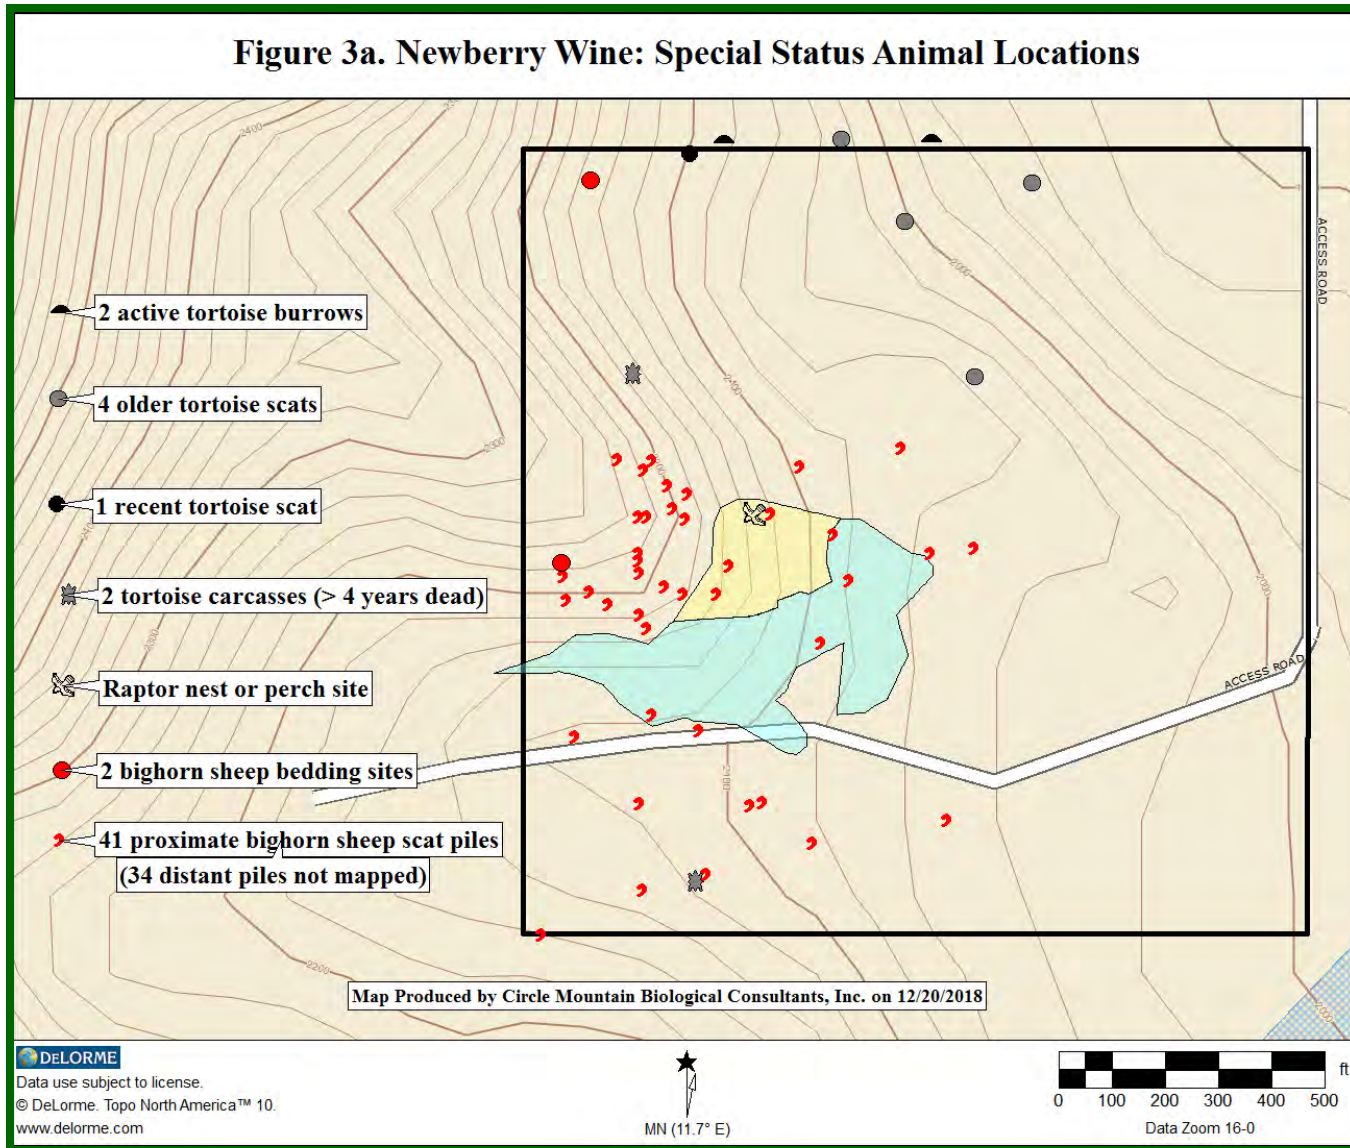 Figure 3a. Newberry Wine: Special Status Animal Locations
2400
ACCESS ROAD
2000
2 active tortoise burrows
4 older tortoise scats
2400
2300
1 recent tortoise scat
2 tortoise carcasses (> 4 years dead)
2000
2300
Raptor nest or perch site
ACCESS ROAD
2 bighorn sheep bedding sites
2100
41 proximate bighorn sheep scat piles
(34 distant piles not mapped)
2200
Map Produced by Circle Mountain Biological Consultants, Inc. on 12/20/2018
2000
DELORME
Data use subject to license.
© DeLorme. Topo North America™ 10.
www.delorme.com
MN (11.7° E)
ft
0 100 200 300 400 500
Data Zoom 16-0